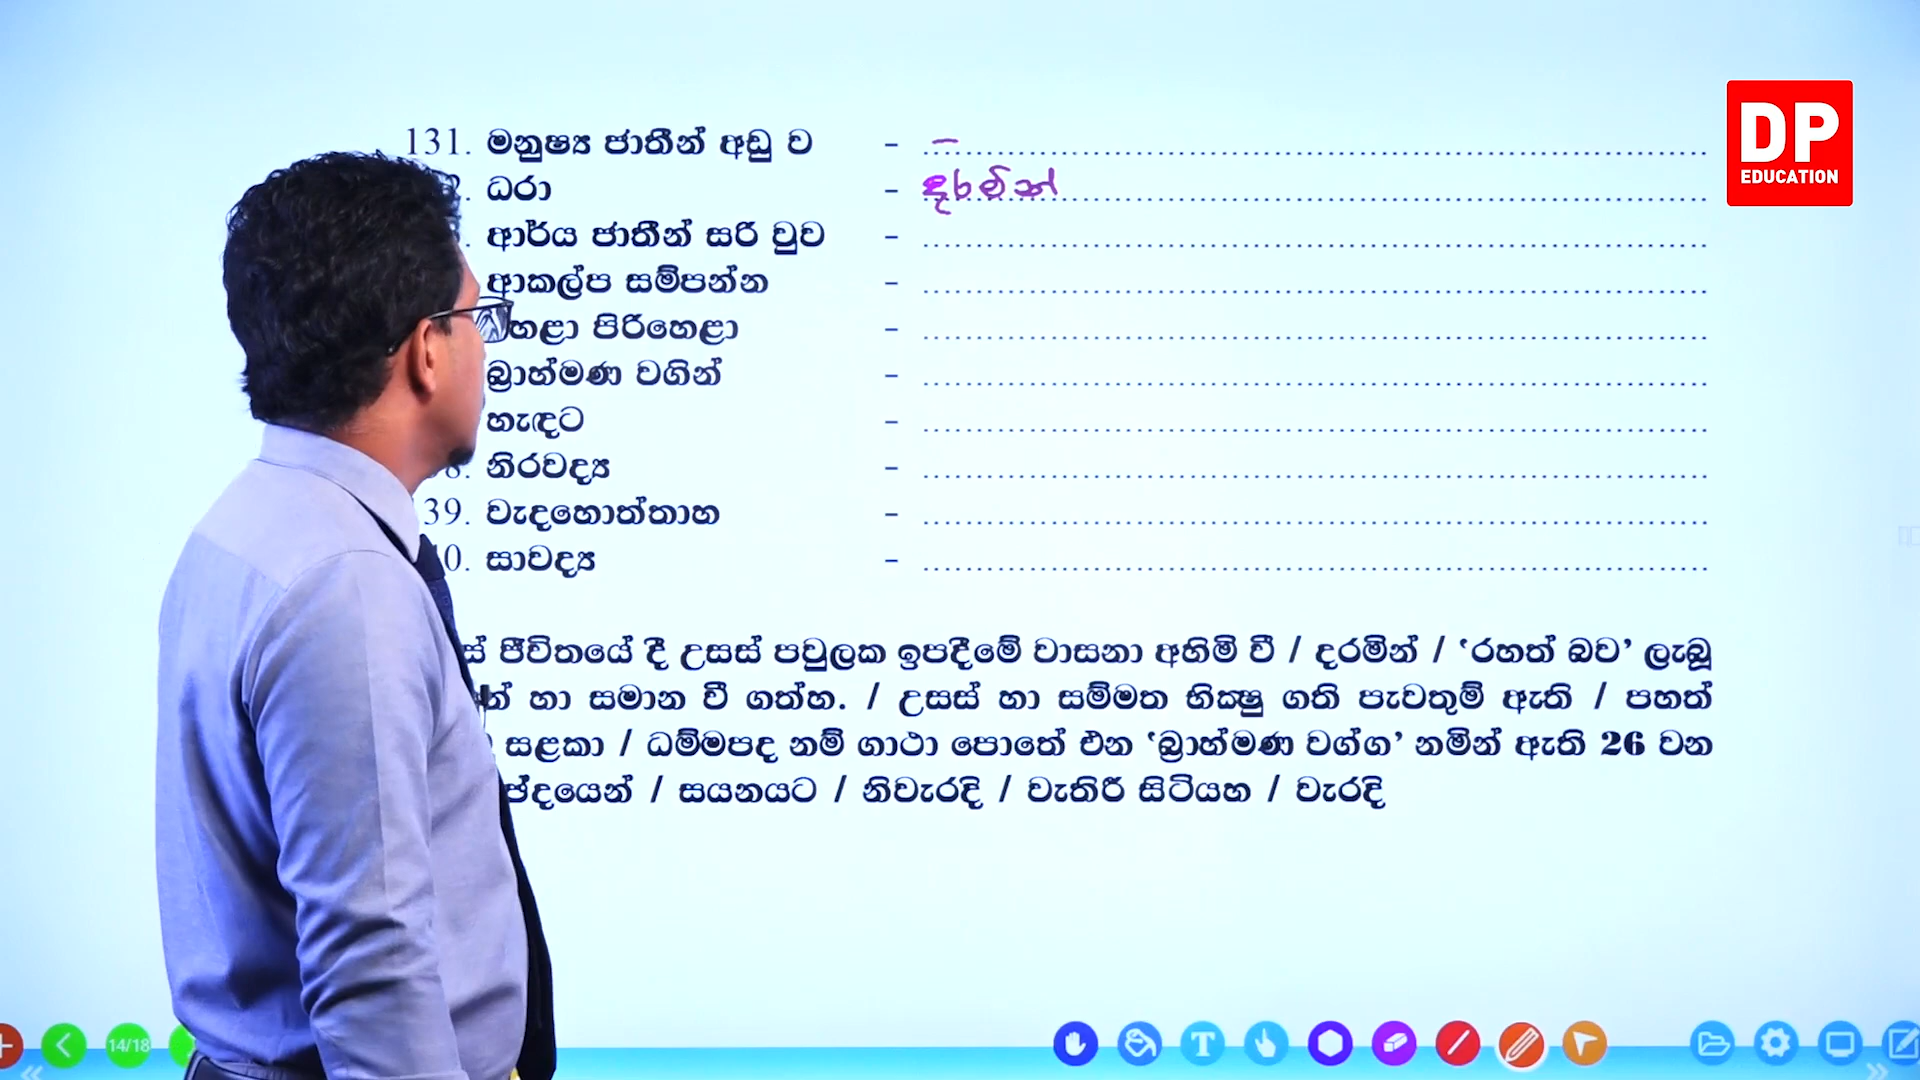 DP
EDUCATION
131. මනුෂ්‍ය ජාතීන් අඩු ව - ........
ධරා - දරමින්
ආර්ය ජාතීන් සරි වුව - ........
ආකල්ප සම්පන්න - ........
හළා පිරිහෙළා - ........
බ්‍රාහ්මණ වගින් - ........
හැඳට - ........
නිරවද්‍ය - ........
39. වැදහොත්තාහ - ........
සාවද්‍ය - ........
ජීවිතයේ දී උසස් පවුලක ඉපදීමේ වාසනා අහිමි වී / දරමින් / ‘රහත් බව’ ලැබූ
හා සමාන වී ගත්හ. / උසස් හා සම්මත භික්‍ෂු ගති පැවතුම් ඇති / පහත්
සළකා / ධම්මපද නම් ගාථා පොතේ එන ‘බ්‍රාහ්මණ වග්ග’ නමින් ඇති 26 වන
/ සයනයට / නිවැරදි / වැතිරී සිටියහ / වැරදි
14/18